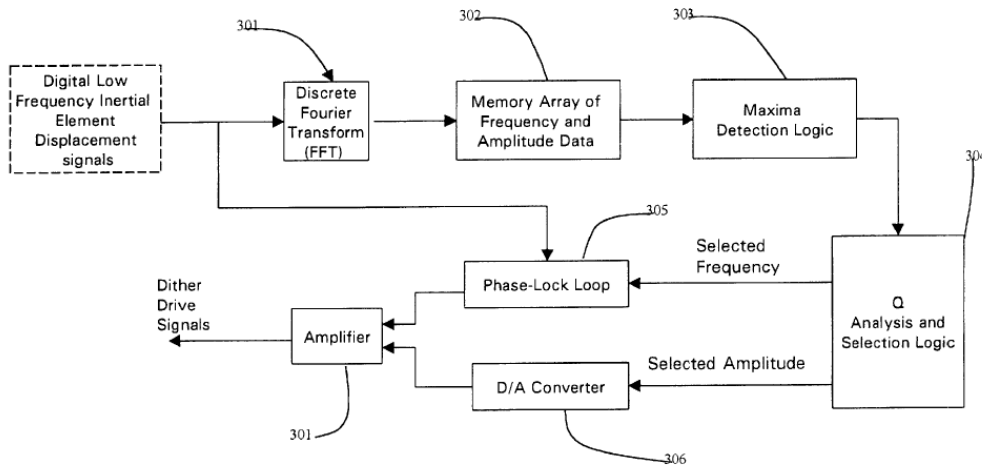 301
302
303
Digital Low
Frequency Inertial
Element
Displacement
signals
Discrete
Fourier
Transform
(FFT)
Memory Array of
Frequency and
Amplitude Data
Maxima
Detection Logic
304
305
Selected
Frequency
Phase-Lock Loop
Q
Analysis and
Selection Logic
Dither
Drive
Signals
Amplifier
Selected Amplitude
D/A Converter
301
306